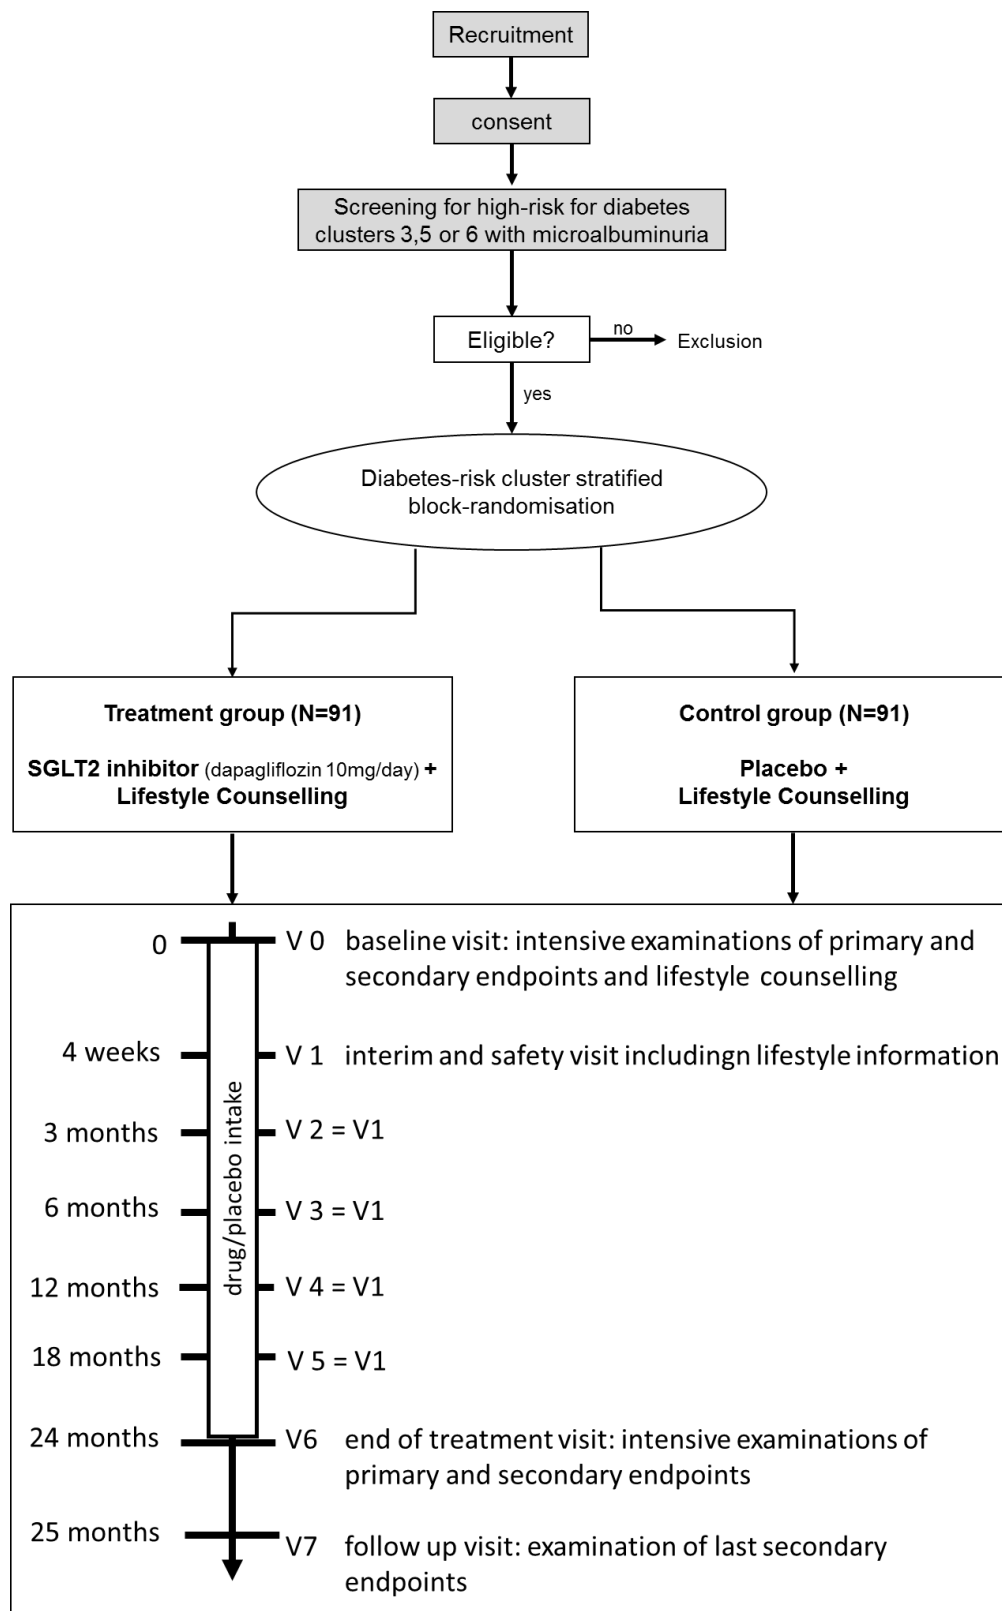 Recruitment
consent
Screening for high-risk for diabetes
clusters 3,5 or 6 with microalbuminuria
Eligible?
no
Exclusion
yes
Diabetes-risk cluster stratified
block-randomisation
Treatment group (N=91)
SGLT2 inhibitor (dapagliflozin 10mg/day) +
Lifestyle Counselling
Control group (N=91)
Placebo +
Lifestyle Counselling
drug/placebo intake
0 V 0 baseline visit: intensive examinations of primary and
secondary endpoints and lifestyle counselling
4 weeks V 1 interim and safety visit includingn lifestyle information
3 months V 2 = V1
6 months V 3 = V1
12 months V 4 = V1
18 months V 5 = V1
24 months V6 end of treatment visit: intensive examinations of
primary and secondary endpoints
25 months V7 follow up visit: examination of last secondary
endpoints